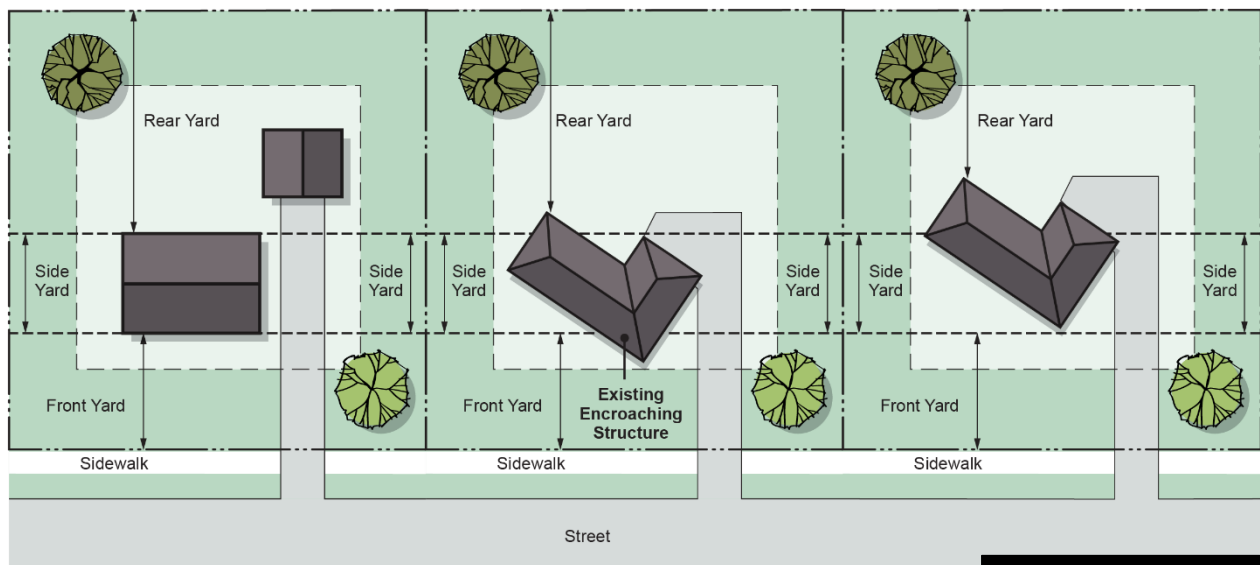 Rear Yard
Rear Yard
Rear Yard
Side
Yard
Side
Yard
Side
Yard
Side
Yard
Side
Yard
Side
Yard
Front Yard
Front Yard
Existing
Encroaching
Structure
Front Yard
Sidewalk
Sidewalk
Sidewalk
Street